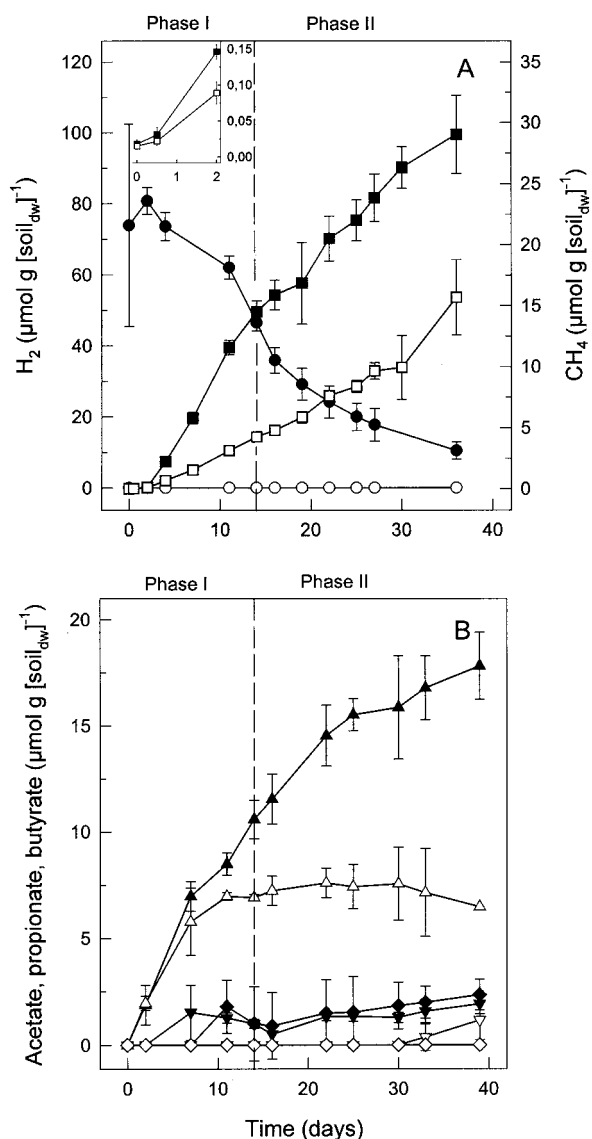 Phase I Phase II
A
120 100 80 60 40 20 0
H₂ (µmol g [soil_dw]⁻¹
35 30 25 20 15 10 5 0
CH₄ (µmol g [soil_dw]⁻¹
0,15 0,10 0,05 0,00
0 1 2
0 10 20 30 40
Phase I Phase II
B
20 15 10 5 0
Acetate, propionate, butyrate (µmol g [soil_dw]⁻¹
0 10 20 30 40
Time (days)